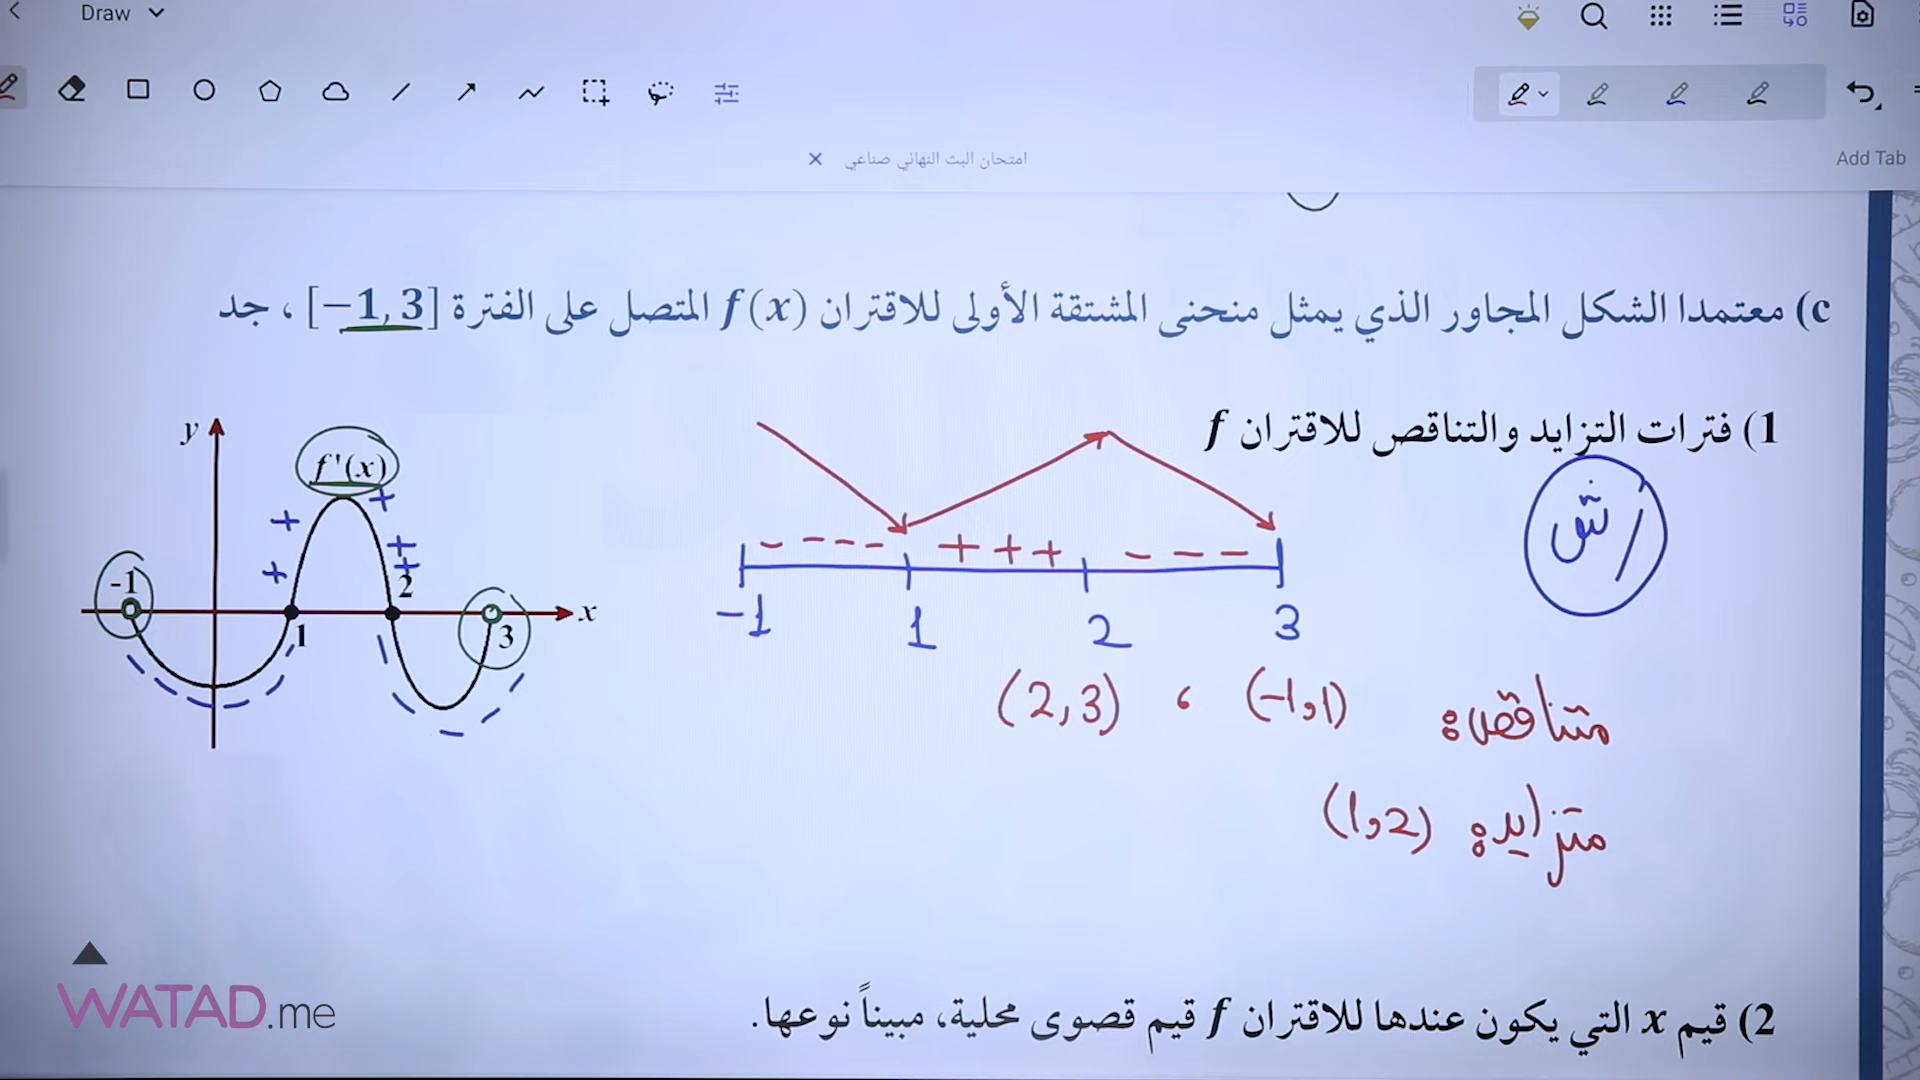 Draw
امتحان البث النهائي صناعي
Add Tab
c) معتمدا الشكل المجاور الذي يمثل منحنى المشتقة الأولى للاقتران f(x) المتصل على الفترة [−1, 3] ، جد
1) فترات التزايد والتناقص للاقتران f
y
f'(x)
+ +
+ +
+ +
-1
1
2
3
x
- - - - - + + + - - -
-1 1 2 3
متناقصة (-1,1) ، (2,3)
متزايدة (1,2)
2) قيم x التي يكون عندها للاقتران f قيم قصوى محلية، مبيناً نوعها.
WATAD.me